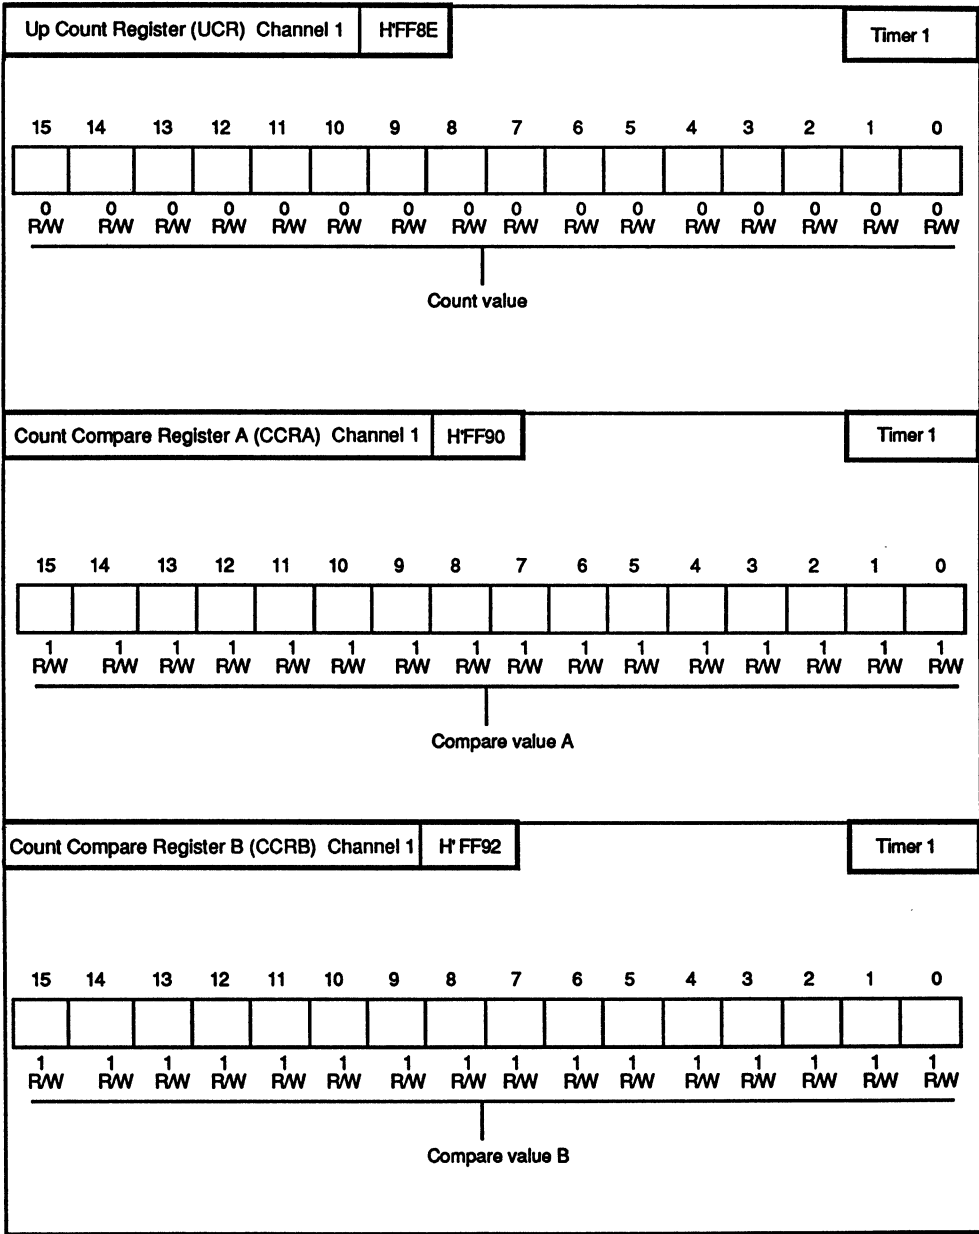 Up Count Register (UCR) Channel 1 H'FF8E Timer 1
15 14 13 12 11 10 9 8 7 6 5 4 3 2 1 0
0 0 0 0 0 0 0 0 0 0 0 0 0 0 0 0
R/W R/W R/W R/W R/W R/W R/W R/W R/W R/W R/W R/W R/W R/W R/W R/W
Count value
Count Compare Register A (CCRA) Channel 1 H'FF90 Timer 1
15 14 13 12 11 10 9 8 7 6 5 4 3 2 1 0
1 1 1 1 1 1 1 1 1 1 1 1 1 1 1 1
R/W R/W R/W R/W R/W R/W R/W R/W R/W R/W R/W R/W R/W R/W R/W R/W
Compare value A
Count Compare Register B (CCRB) Channel 1 H' FF92 Timer 1
15 14 13 12 11 10 9 8 7 6 5 4 3 2 1 0
1 1 1 1 1 1 1 1 1 1 1 1 1 1 1 1
R/W R/W R/W R/W R/W R/W R/W R/W R/W R/W R/W R/W R/W R/W R/W R/W
Compare value B